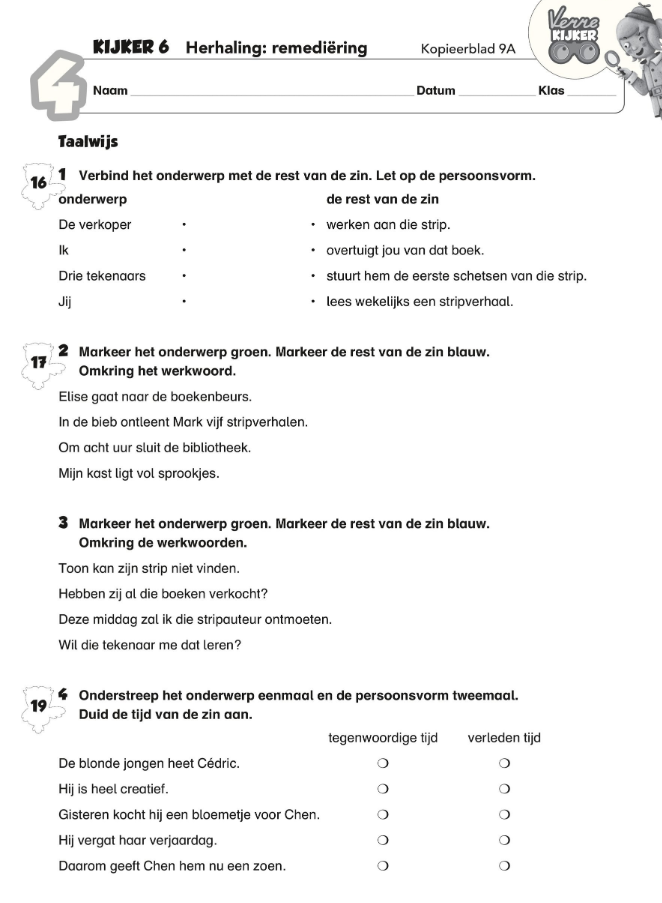 KIJKER 6 Herhaling: remediëring Kopieerblad 9A
Verre KIJKER
4
Naam Datum Klas
Taalwijs
16 1 Verbind het onderwerp met de rest van de zin. Let op de persoonsvorm.
onderwerp de rest van de zin
De verkoper • • werken aan die strip.
Ik • • overtuigt jou van dat boek.
Drie tekenaars • • stuurt hem de eerste schetsen van die strip.
Jij • • lees wekelijks een stripverhaal.
17 2 Markeer het onderwerp groen. Markeer de rest van de zin blauw.
Omkring het werkwoord.
Elise gaat naar de boekenbeurs.
In de bieb ontleent Mark vijf stripverhalen.
Om acht uur sluit de bibliotheek.
Mijn kast ligt vol sprookjes.
3 Markeer het onderwerp groen. Markeer de rest van de zin blauw.
Omkring de werkwoorden.
Toon kan zijn strip niet vinden.
Hebben zij al die boeken verkocht?
Deze middag zal ik die stripauteur ontmoeten.
Wil die tekenaar me dat leren?
19 4 Onderstreep het onderwerp eenmaal en de persoonsvorm tweemaal.
Duid de tijd van de zin aan.
tegenwoordige tijd verleden tijd
De blonde jongen heet Cédric. ❍ ❍
Hij is heel creatief. ❍ ❍
Gisteren kocht hij een bloemetje voor Chen. ❍ ❍
Hij vergat haar verjaardag. ❍ ❍
Daarom geeft Chen hem nu een zoen. ❍ ❍